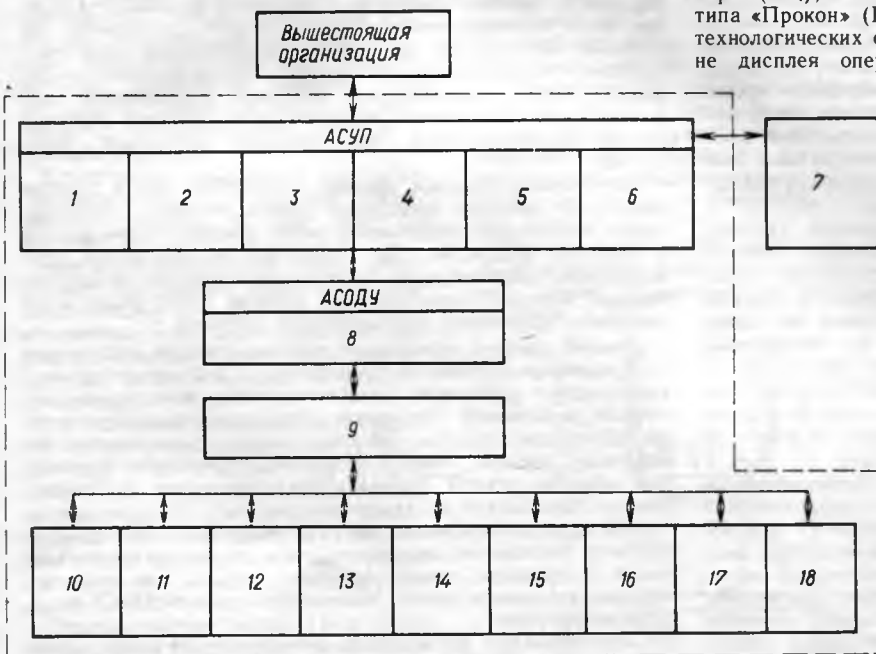 типа «Прокон»
технологических
не дисплея
Вышестоящая
организация
АСУП
1 2 3 4 5 6
7
АСОДУ
8
9
10 11 12 13 14 15 16 17 18